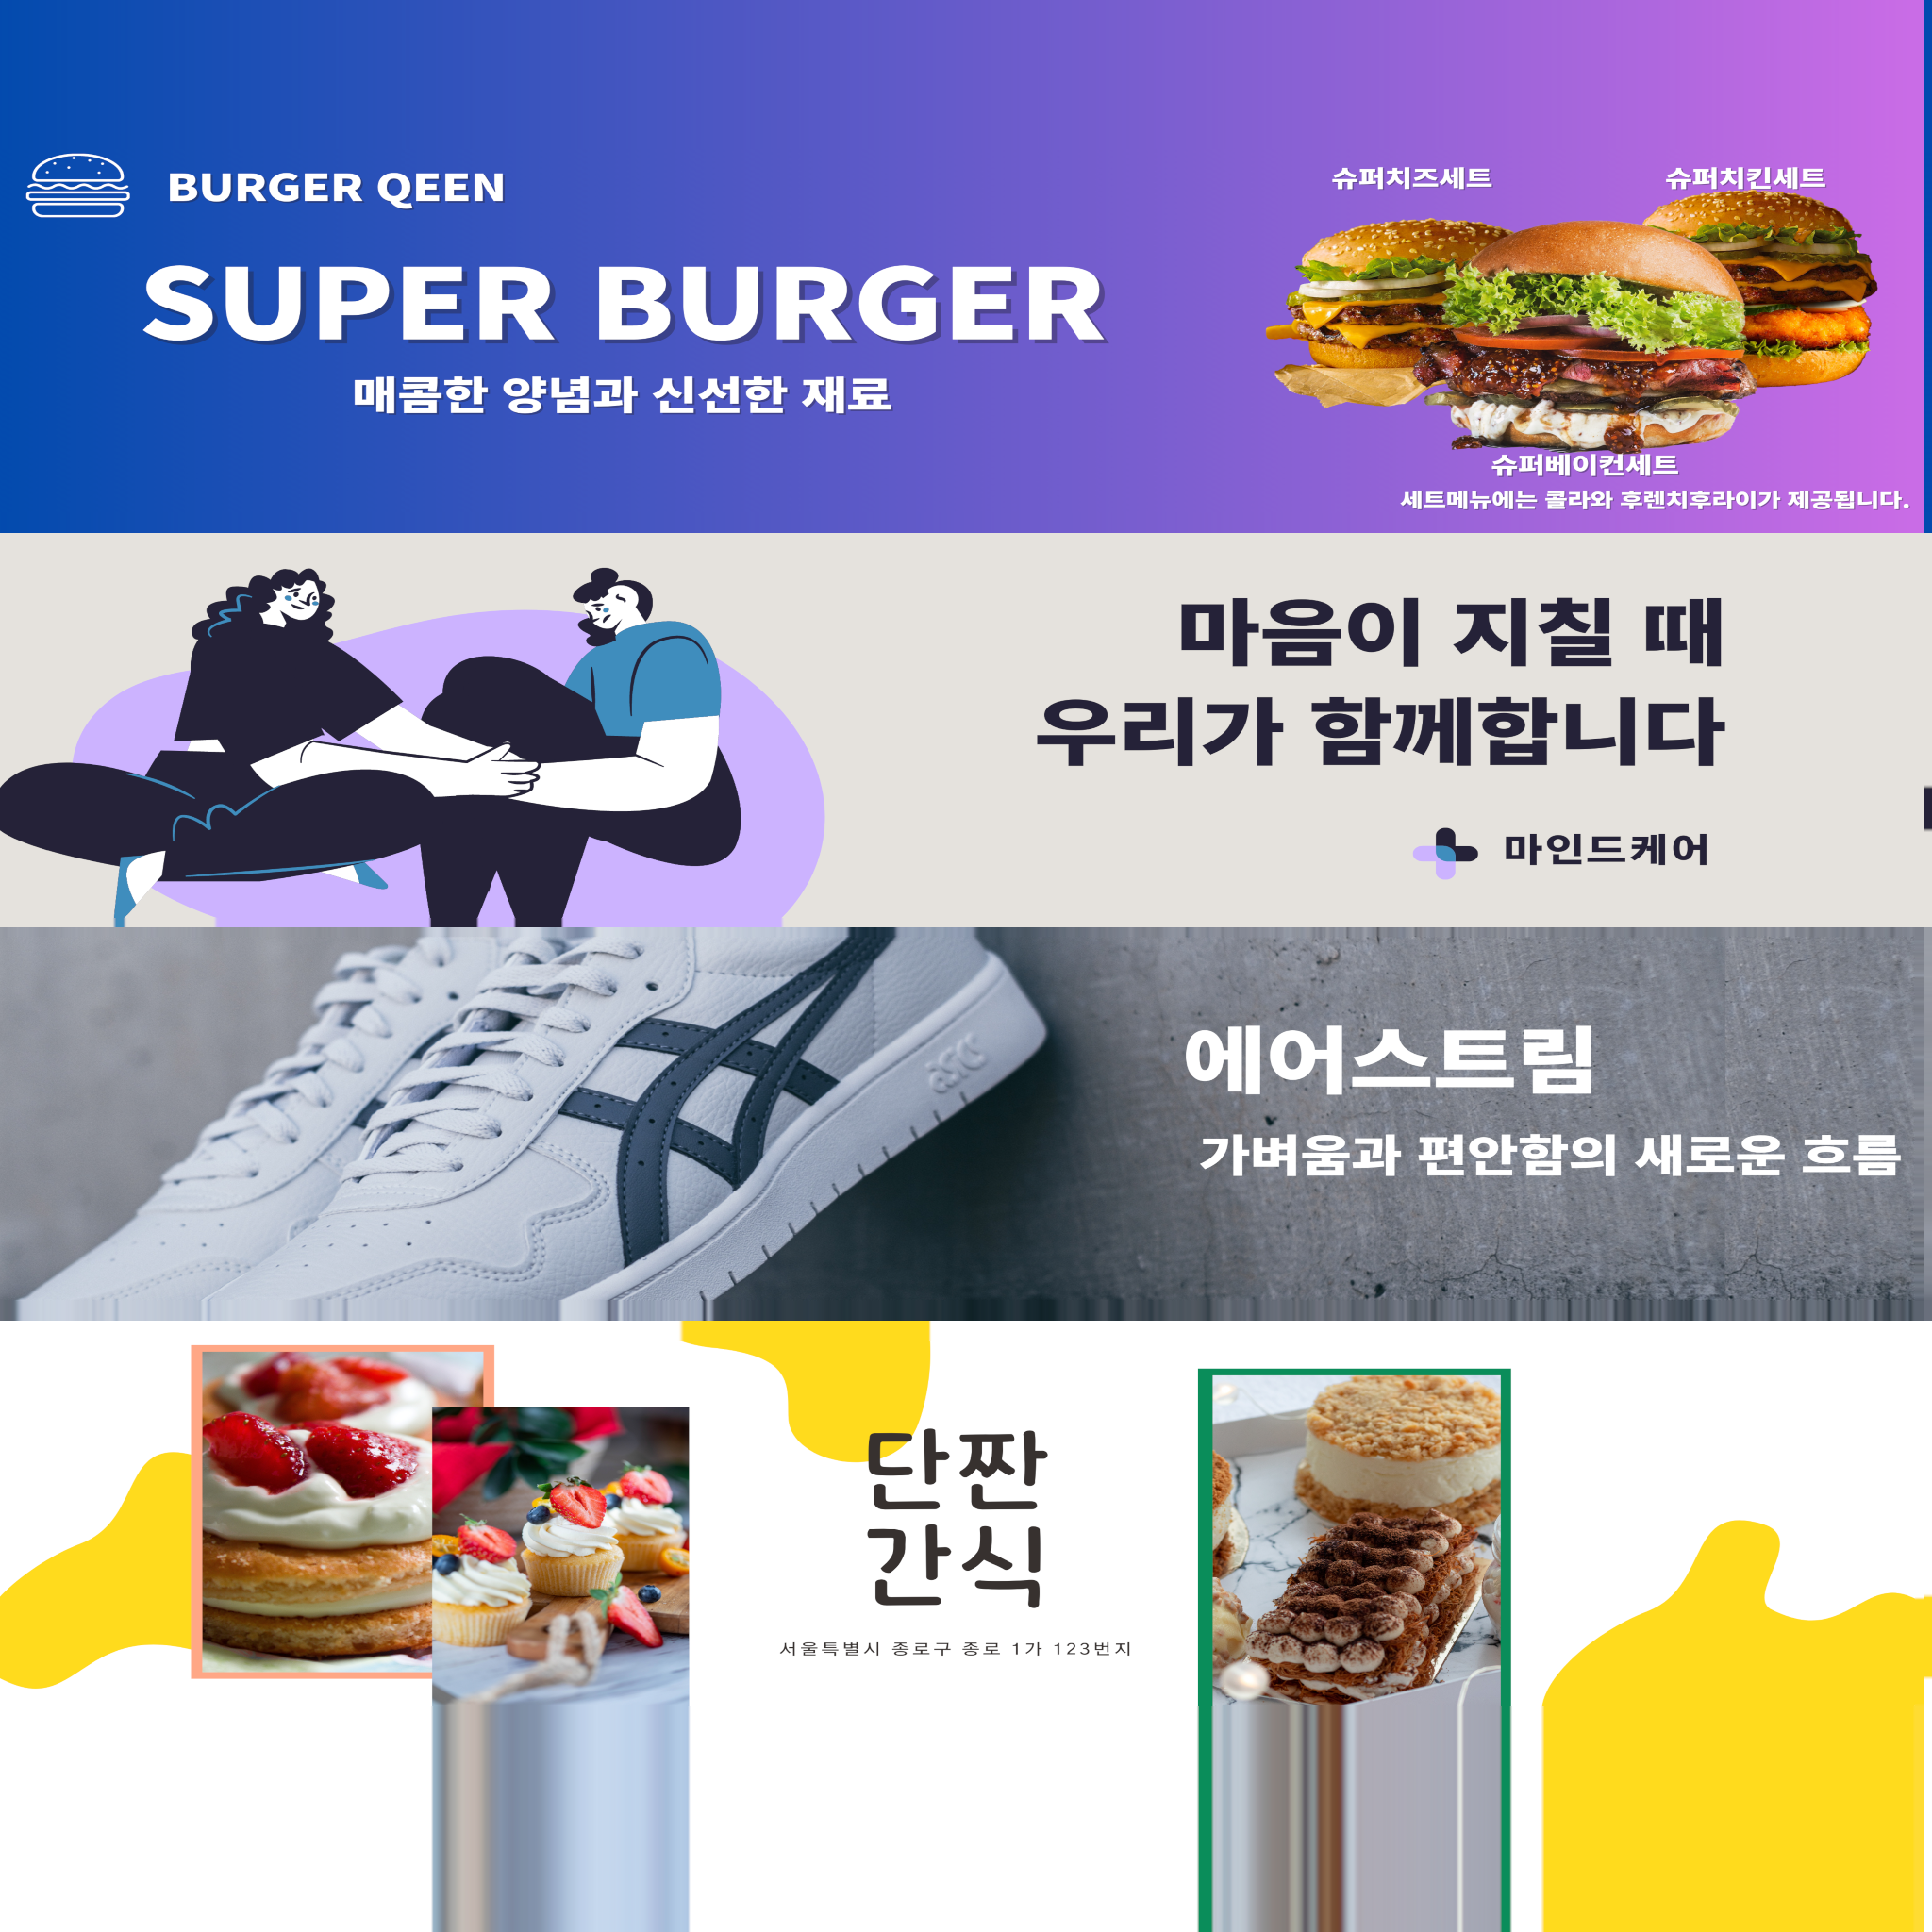 BURGER QEEN
SUPER BURGER
매콤한 양념과 신선한 재료
슈퍼치즈세트
슈퍼치킨세트
슈퍼베이컨세트
세트메뉴에는 콜라와 후렌치후라이가 제공됩니다.
마음이 지칠 때
우리가 함께합니다
마인드케어
asics
에어스트림
가벼움과 편안함의 새로운 흐름
단짠
간식
서울특별시 종로구 종로 1가 123번지